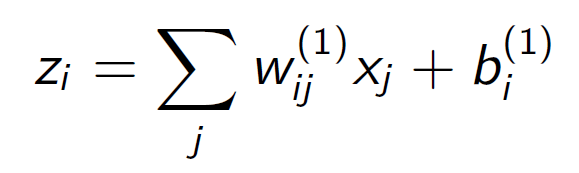 z_i = \sum_j w_{ij}^{(1)} x_j + b_i^{(1)}